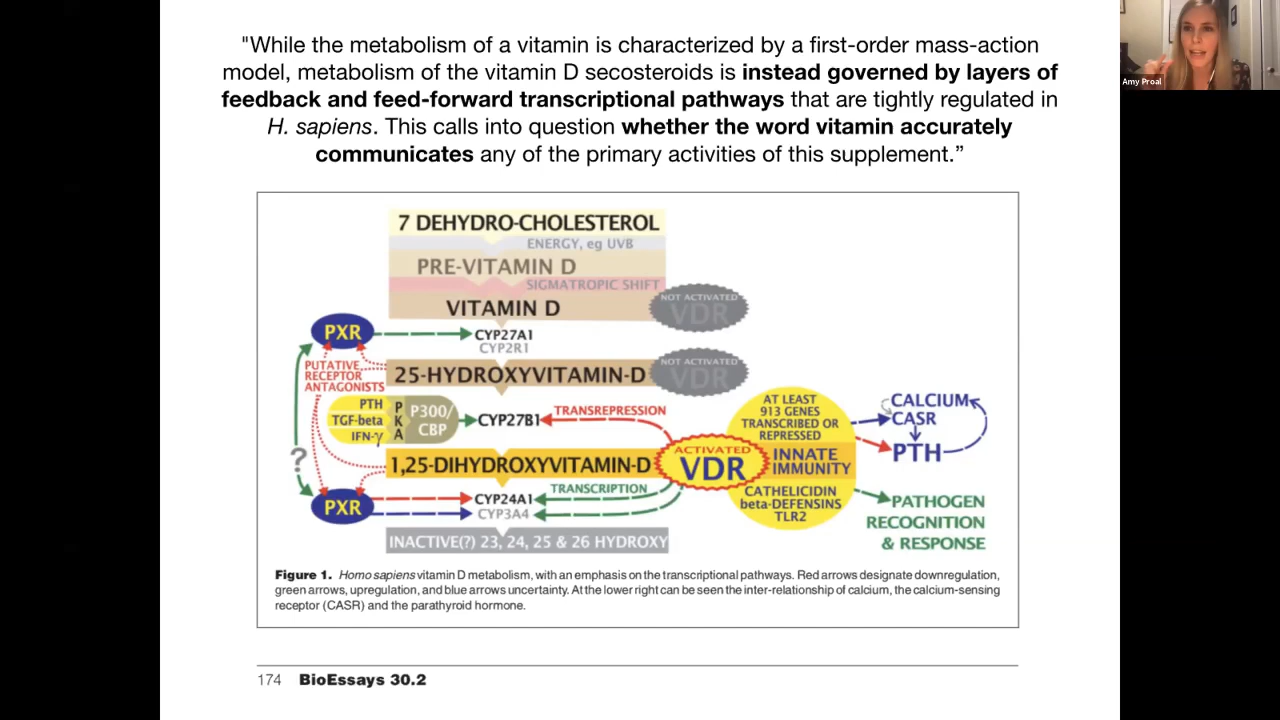 "While the metabolism of a vitamin is characterized by a first-order mass-action
model, metabolism of the vitamin D secosteroids is instead governed by layers of
feedback and feed-forward transcriptional pathways that are tightly regulated in
H. sapiens. This calls into question whether the word vitamin accurately
communicates any of the primary activities of this supplement.”
Amy Proal
7 DEHYDRO-CHOLESTEROL
ENERGY, eg UVB
PRE-VITAMIN D
SIGMATROPIC SHIFT
VITAMIN D
NOT ACTIVATED
VDR
PXR
CYP27A1
CYP2R1
PUTATIVE
RECEPTOR
ANTAGONISTS
25-HYDROXYVITAMIN-D
NOT ACTIVATED
VDR
PTH
TGF-beta
IFN-γ
P
K
A
P300/
CBP
CYP27B1
TRANSREPRESSION
AT LEAST
913 GENES
TRANSCRIBED OR
REPRESSED
CALCIUM
CASR
PTH
?
1,25-DIHYDROXYVITAMIN-D
ACTIVATED
VDR
INNATE
IMMUNITY
PXR
CYP24A1
CYP3A4
TRANSCRIPTION
CATHELICIDIN
beta-DEFENSINS
TLR2
PATHOGEN
RECOGNITION
& RESPONSE
INACTIVE(?) 23, 24, 25 & 26 HYDROXY
Figure 1. Homo sapiens vitamin D metabolism, with an emphasis on the transcriptional pathways. Red arrows designate downregulation,
green arrows, upregulation, and blue arrows uncertainty. At the lower right can be seen the inter-relationship of calcium, the calcium-sensing
receptor (CASR) and the parathyroid hormone.
174 BioEssays 30.2